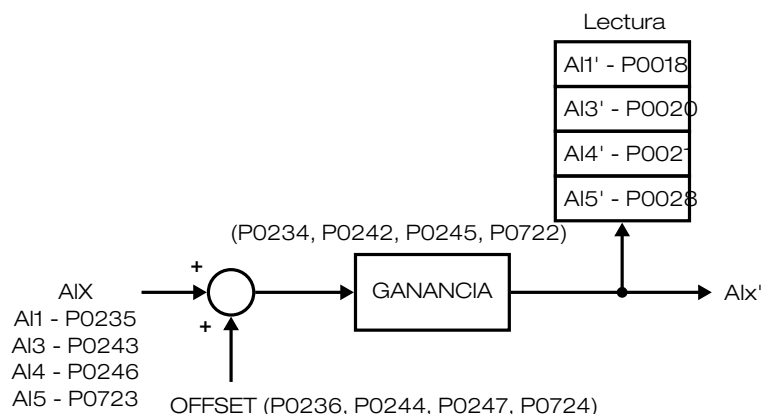 Lectura
AI1' - P0018
AI3' - P0020
AI4' - P0021
AI5' - P0028
(P0234, P0242, P0245, P0722)
+
GANANCIA
AIx'
AIX
AI1 - P0235
AI3 - P0243
AI4 - P0246
AI5 - P0723
+
OFFSET (P0236, P0244, P0247, P0724)